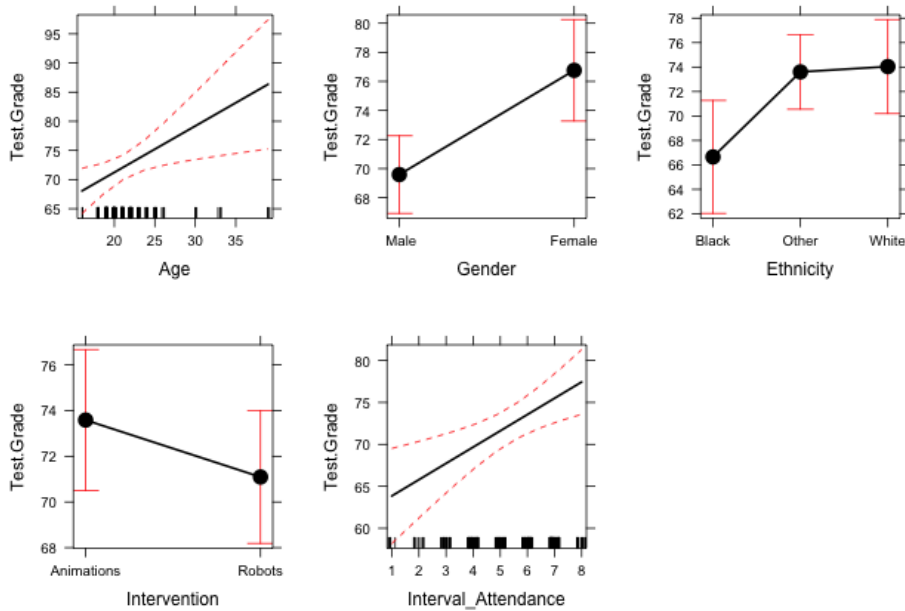 Test.Grade
95
90
85
80
75
70
65
20 25 30 35
Age
Test.Grade
80
78
76
74
72
70
68
Male Female
Gender
Test.Grade
78
76
74
72
70
68
66
64
62
Black Other White
Ethnicity
Test.Grade
76
74
72
70
68
Animations Robots
Intervention
Test.Grade
80
75
70
65
60
1 2 3 4 5 6 7 8
Interval_Attendance